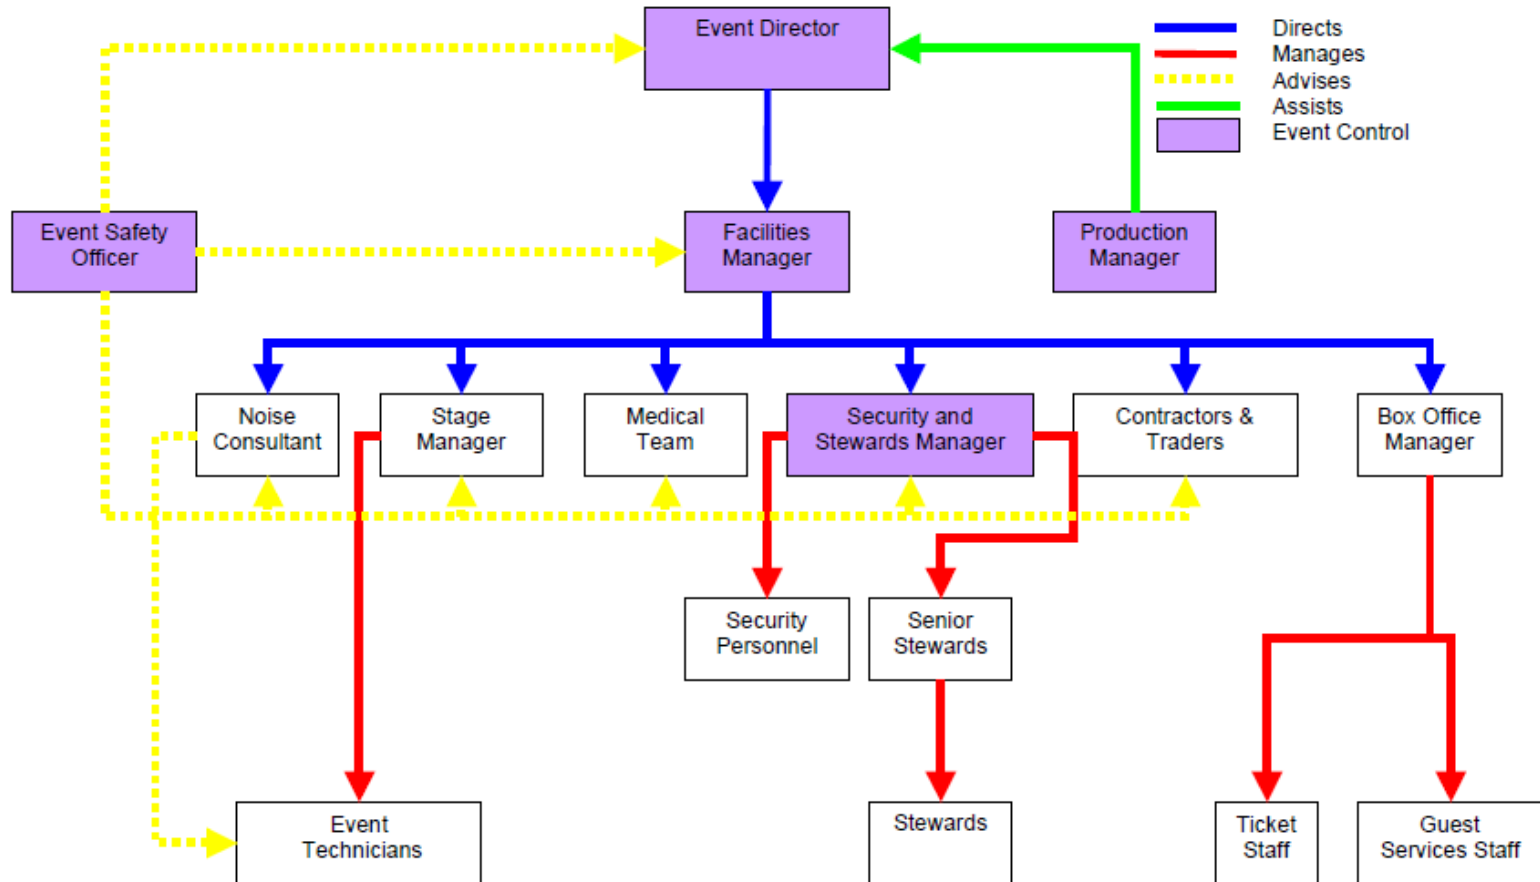 Event Director
Directs
Manages
Advises
Assists
Event Control
Event Safety
Officer
Facilities
Manager
Production
Manager
Noise
Consultant
Stage
Manager
Medical
Team
Security and
Stewards Manager
Contractors &
Traders
Box Office
Manager
Security
Personnel
Senior
Stewards
Event
Technicians
Stewards
Ticket
Staff
Guest
Services Staff